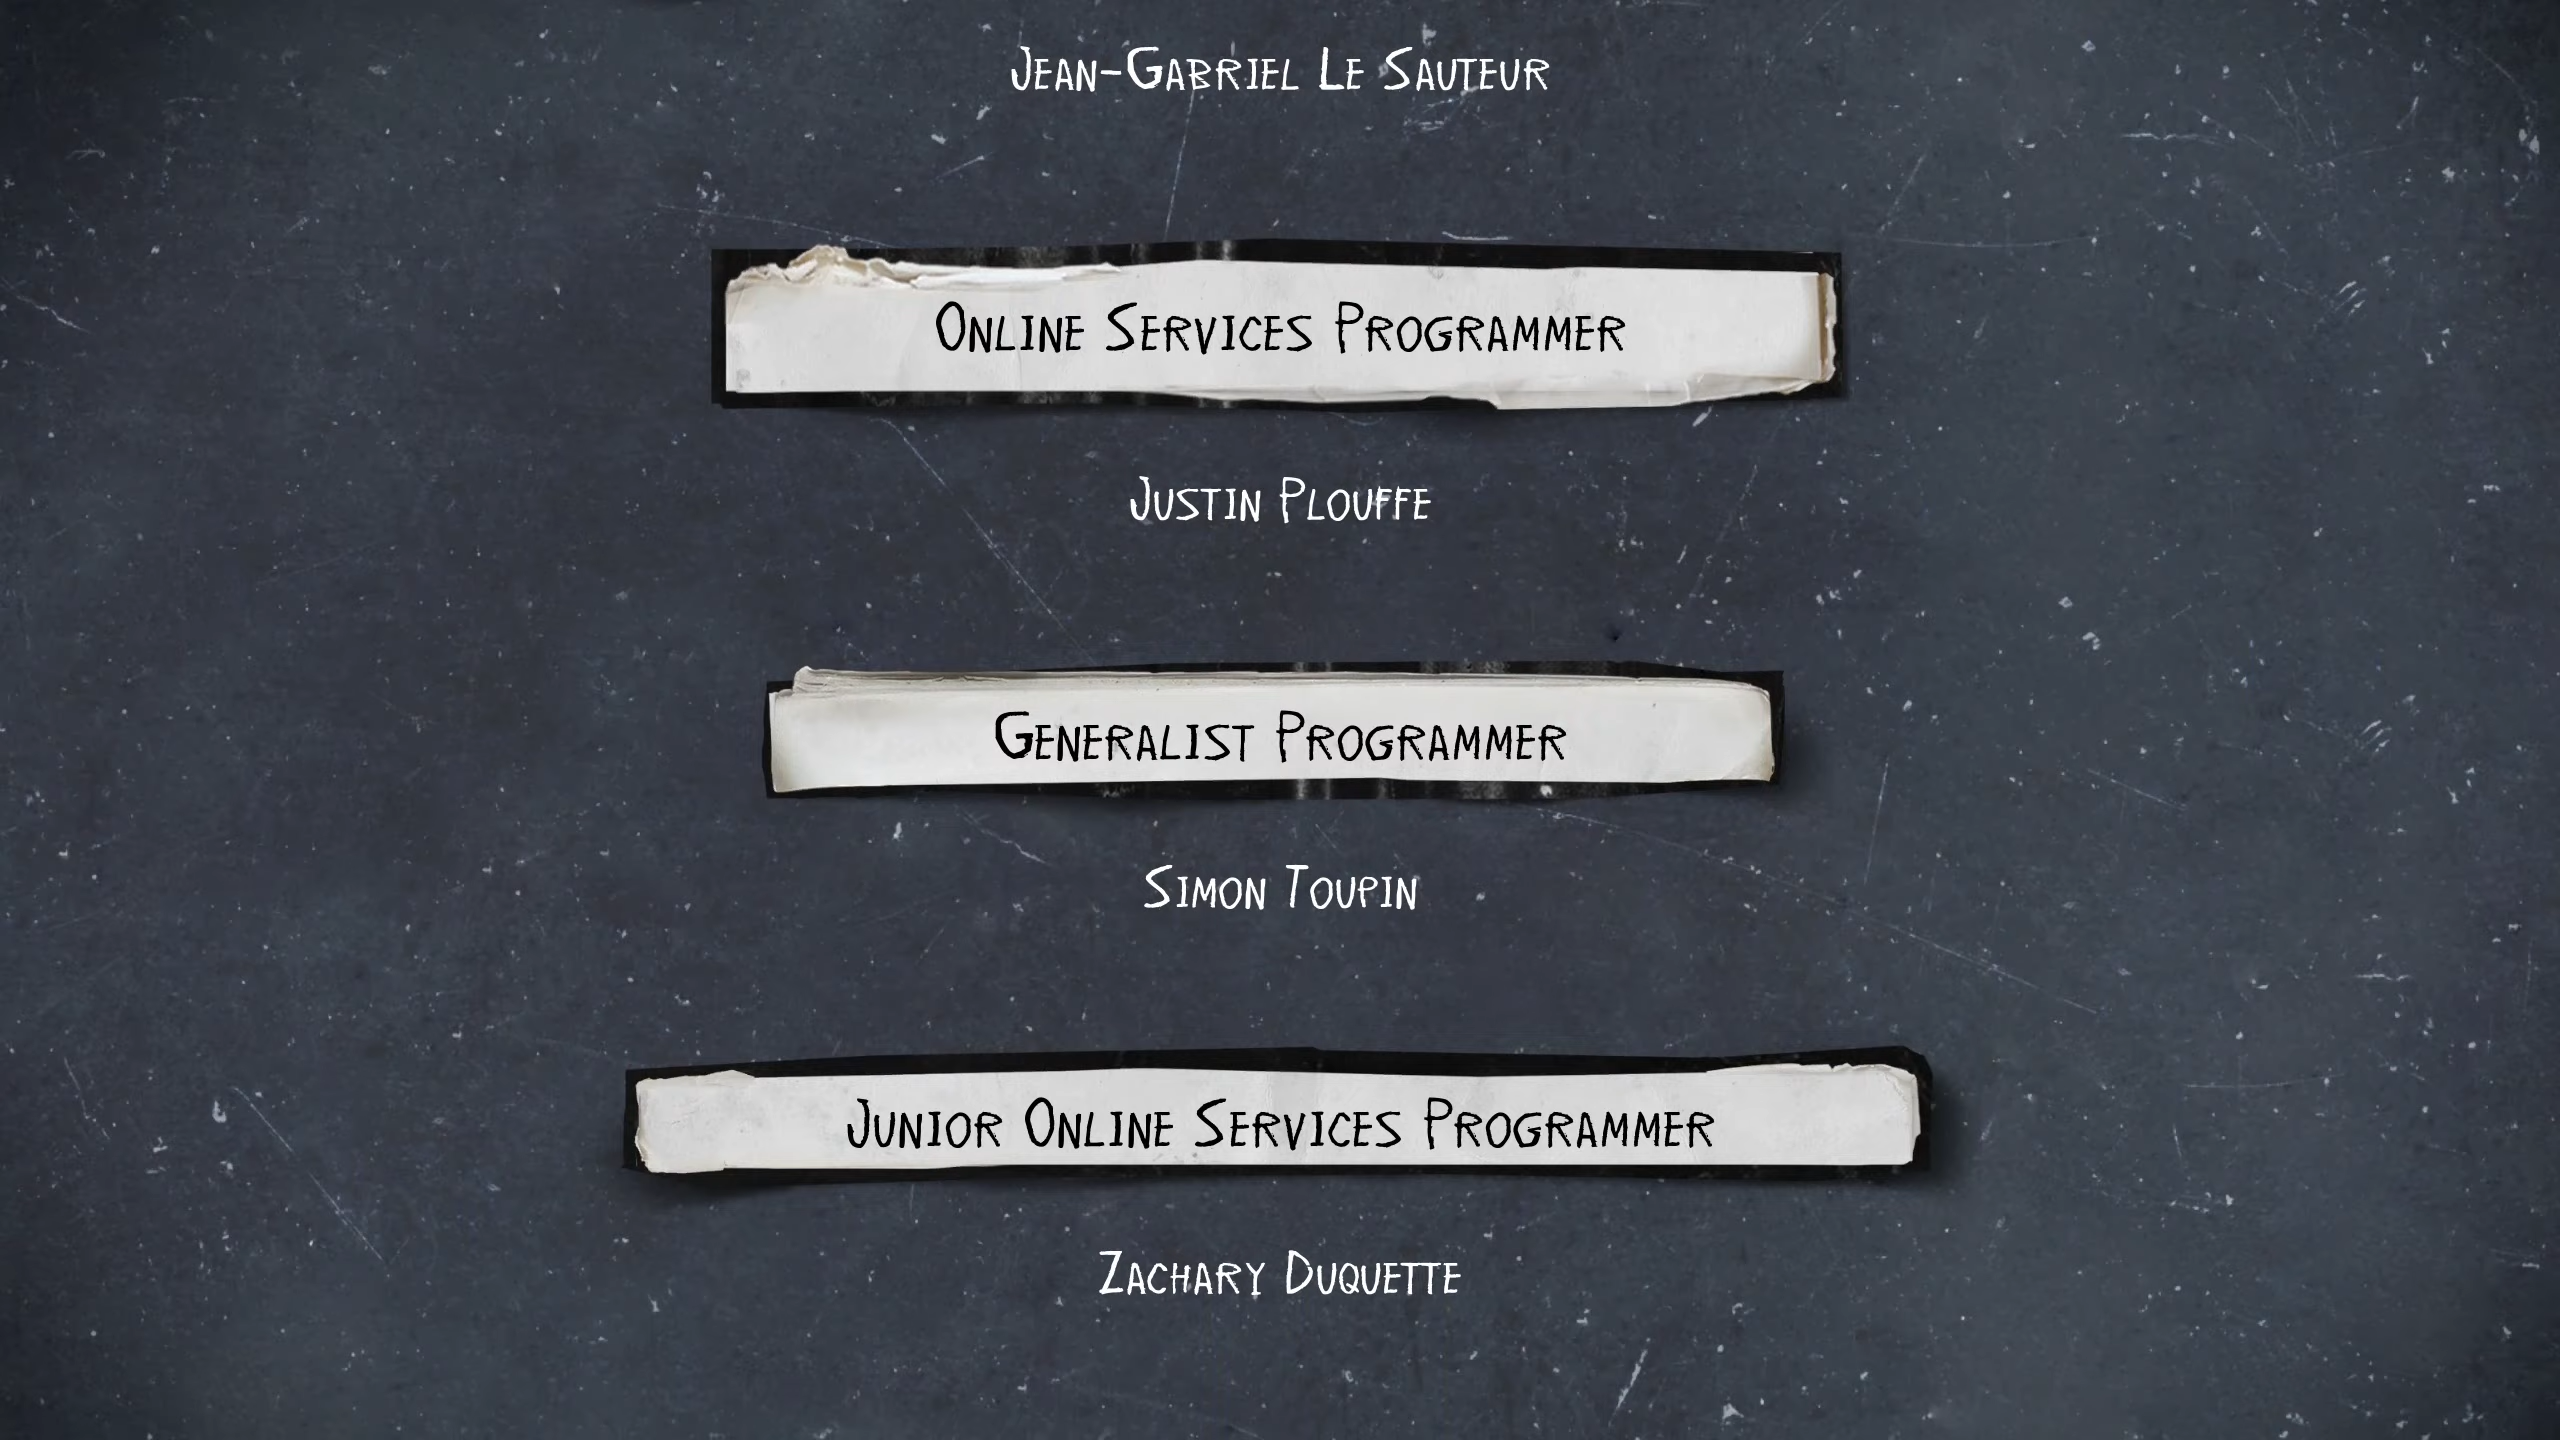 Jean-Gabriel Le Sauteur
Online Services Programmer
Justin Plouffe
Generalist Programmer
Simon Toupin
Junior Online Services Programmer
Zachary Duquette